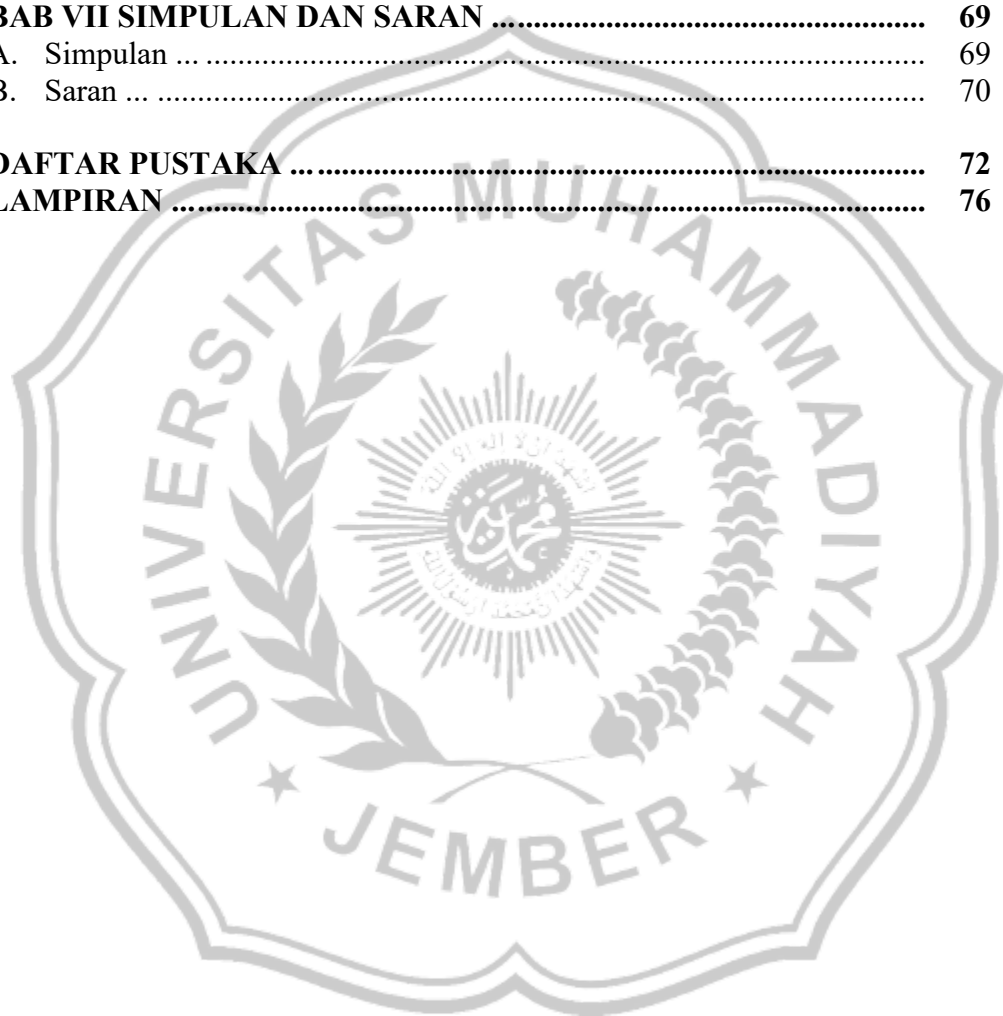 BAB VII SIMPULAN DAN SARAN ... 69
A. Simpulan ... 69
B. Saran ... 70
DAFTAR PUSTAKA ... 72
LAMPIRAN ... 76
UNIVERSITAS MUHAMMADIYAH
JEMBER